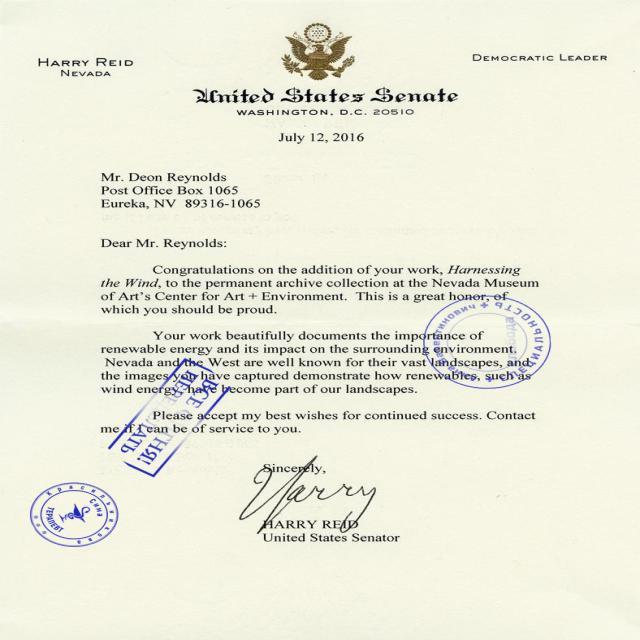 HARRY REID
NEVADA
DEMOCRATIC LEADER
United States Senate
WASHINGTON, D.C. 20510
July 12, 2016
Mr. Deon Reynolds
Post Office Box 1065
Eureka, NV 89316-1065
Dear Mr. Reynolds:
Congratulations on the addition of your work, Harnessing
the Wind, to the permanent archive collection at the Nevada Museum
of Art's Center for Art + Environment. This is a great honor, of
which you should be proud.
Your work beautifully documents the importance of
renewable energy and its impact on the surrounding environment.
Nevada and the West are well known for their vast landscapes, and
the images you have captured demonstrate how renewables, such as
wind energy, have become part of our landscapes.
Please accept my best wishes for continued success. Contact
me if I can be of service to you.
Sincerely,
Harry
HARRY REID
United States Senator
СПЕЦИАЛЬНОСТЬ
ВСЕ
Красильникова
ТЕРАПЕВТ